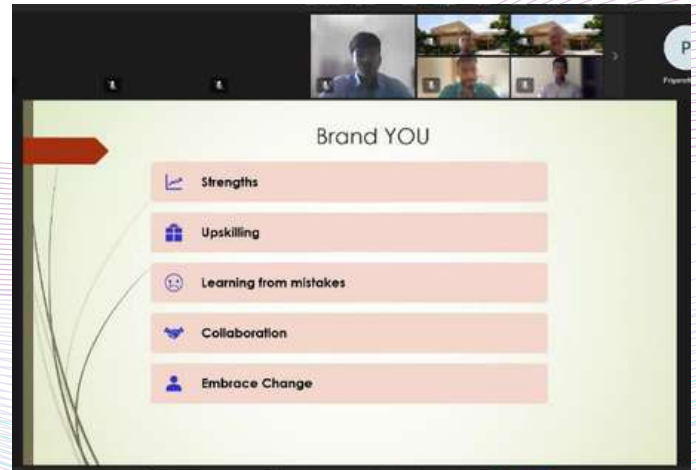 P
Brand YOU
Strengths
Upskilling
Learning from mistakes
Collaboration
Embrace Change